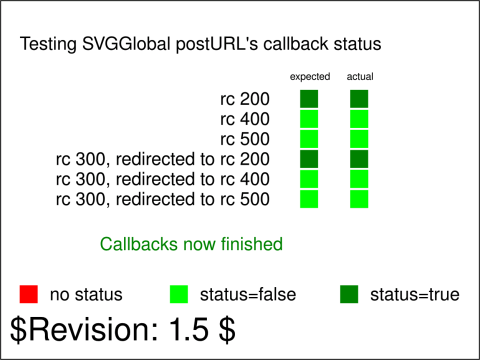 Testing SVGGlobal postURL's callback status
expected actual
rc 200
rc 400
rc 500
rc 300, redirected to rc 200
rc 300, redirected to rc 400
rc 300, redirected to rc 500
Callbacks now finished
no status status=false status=true
$Revision: 1.5 $